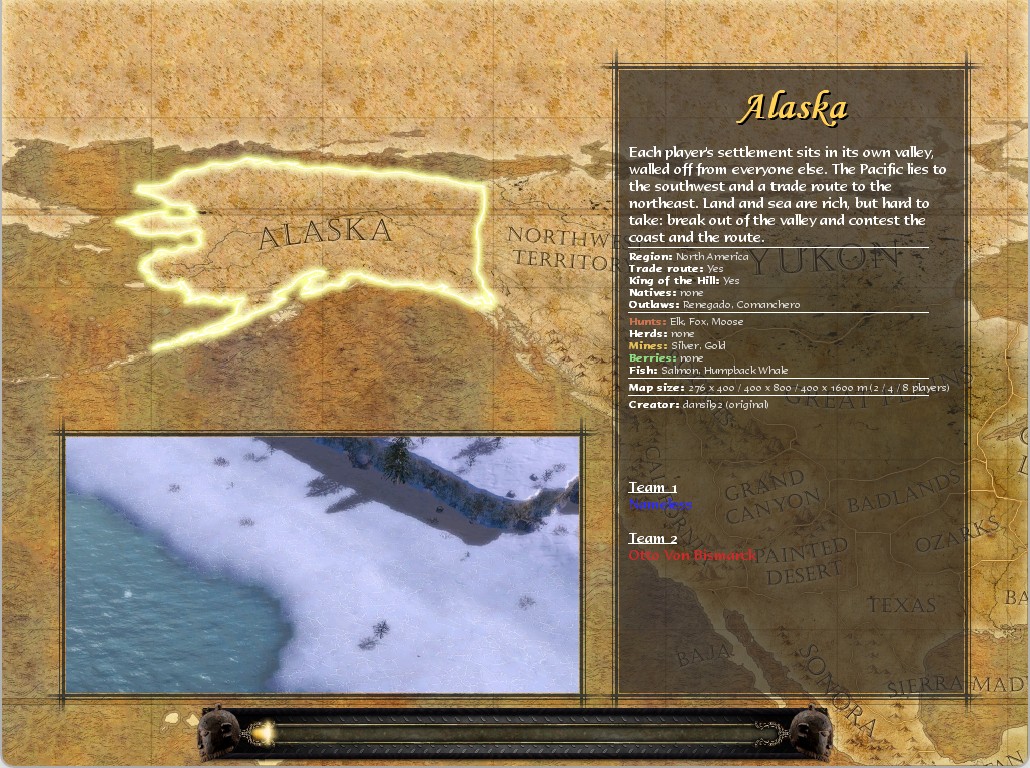 Alaska
Each player's settlement sits in its own valley,
walled off from everyone else. The Pacific lies to
the southwest and a trade route to the
northeast. Land and sea are rich, but hard to
take: break out of the valley and contest the
coast and the route.
Region: North America
Trade route: Yes
King of the Hill: Yes
Natives: none
Outlaws: Renegado, Comanchero
Hunts: Elk, Fox, Moose
Herds: none
Mines: Silver, Gold
Berries: none
Fish: Salmon, Humpback Whale
Map size: 276 x 400 / 400 x 800 / 400 x 1600 m (2 / 4 / 8 players)
Creator: dansil92 (original)
Team 1
Nameless
Team 2
Otto Von Bismarck
ALASKA
NORTHWE
TERRITOR
YUKON
GREAT PLAINS
GRAND
CANYON
BADLANDS
OZARKS
PAINTED
DESERT
TEXAS
BAJA
SONORA
SIERRA MAD